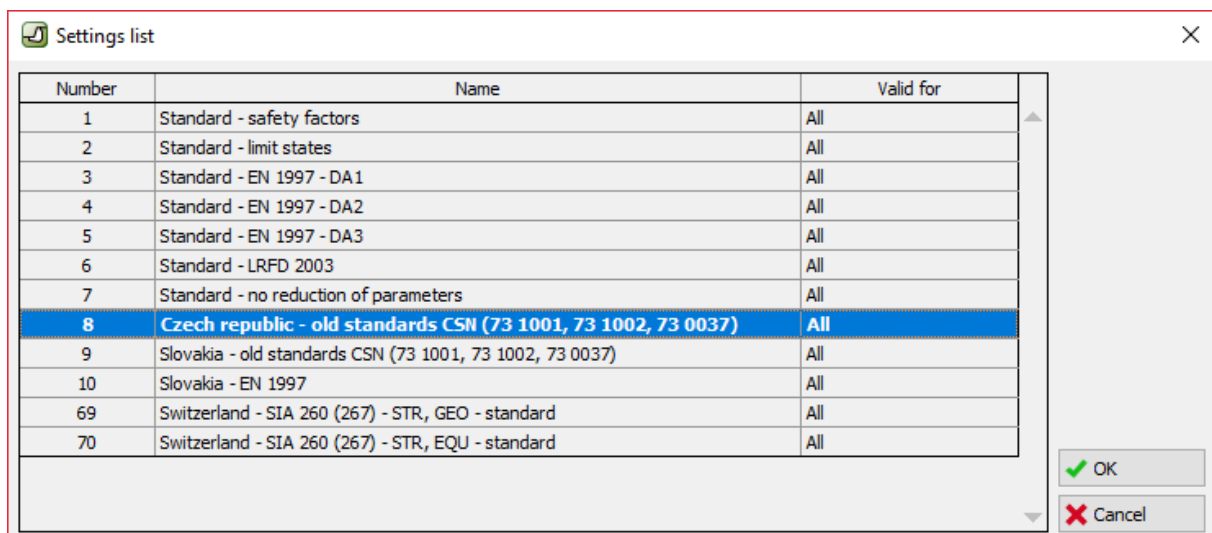 Settings list
Number Name Valid for
1 Standard - safety factors All
2 Standard - limit states All
3 Standard - EN 1997 - DA1 All
4 Standard - EN 1997 - DA2 All
5 Standard - EN 1997 - DA3 All
6 Standard - LRFD 2003 All
7 Standard - no reduction of parameters All
8 Czech republic - old standards CSN (73 1001, 73 1002, 73 0037) All
9 Slovakia - old standards CSN (73 1001, 73 1002, 73 0037) All
10 Slovakia - EN 1997 All
69 Switzerland - SIA 260 (267) - STR, GEO - standard All
70 Switzerland - SIA 260 (267) - STR, EQU - standard All
OK
Cancel